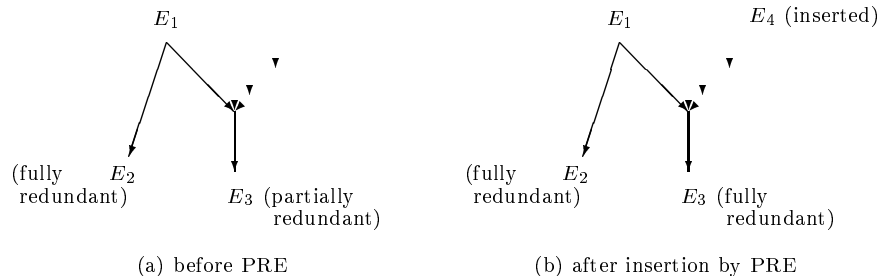 E1
E4 (inserted)
E1
(fully
redundant)
E2
E3 (partially
redundant)
(fully
redundant)
E2
E3 (fully
redundant)
(a) before PRE
(b) after insertion by PRE